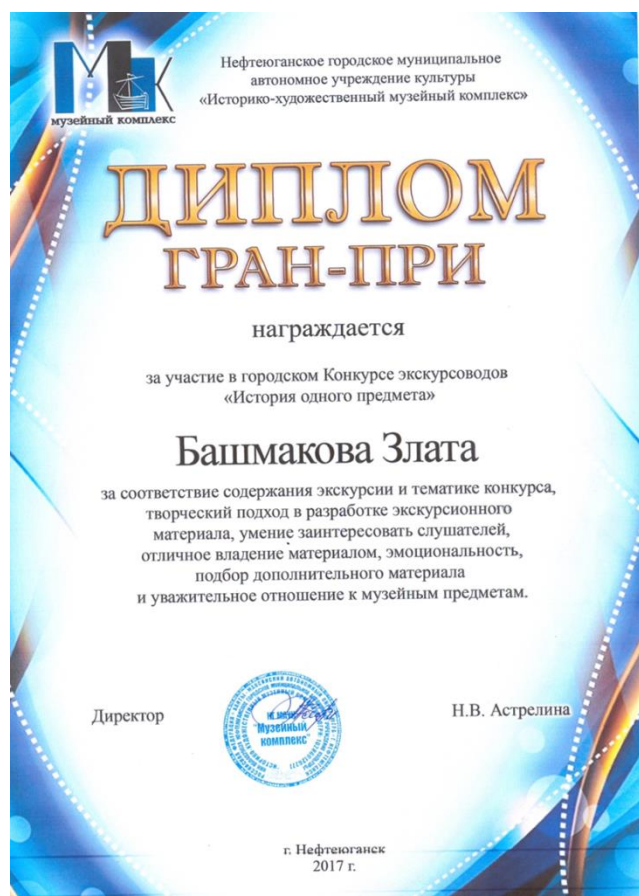 Нефтеюганское городское муниципальное
автономное учреждение культуры
«Историко-художественный музейный комплекс»
МК
музейный комплекс
ДИПЛОМ
ГРАН-ПРИ
награждается
за участие в городском Конкурсе экскурсоводов
«История одного предмета»
Башмакова Злата
за соответствие содержания экскурсии и тематике конкурса,
творческий подход в разработке экскурсионного
материала, умение заинтересовать слушателей,
отличное владение материалом, эмоциональность,
подбор дополнительного материала
и уважительное отношение к музейным предметам.
Директор
"Музейный
комплекс"
Н.В. Астрелина
г. Нефтеюганск
2017 г.